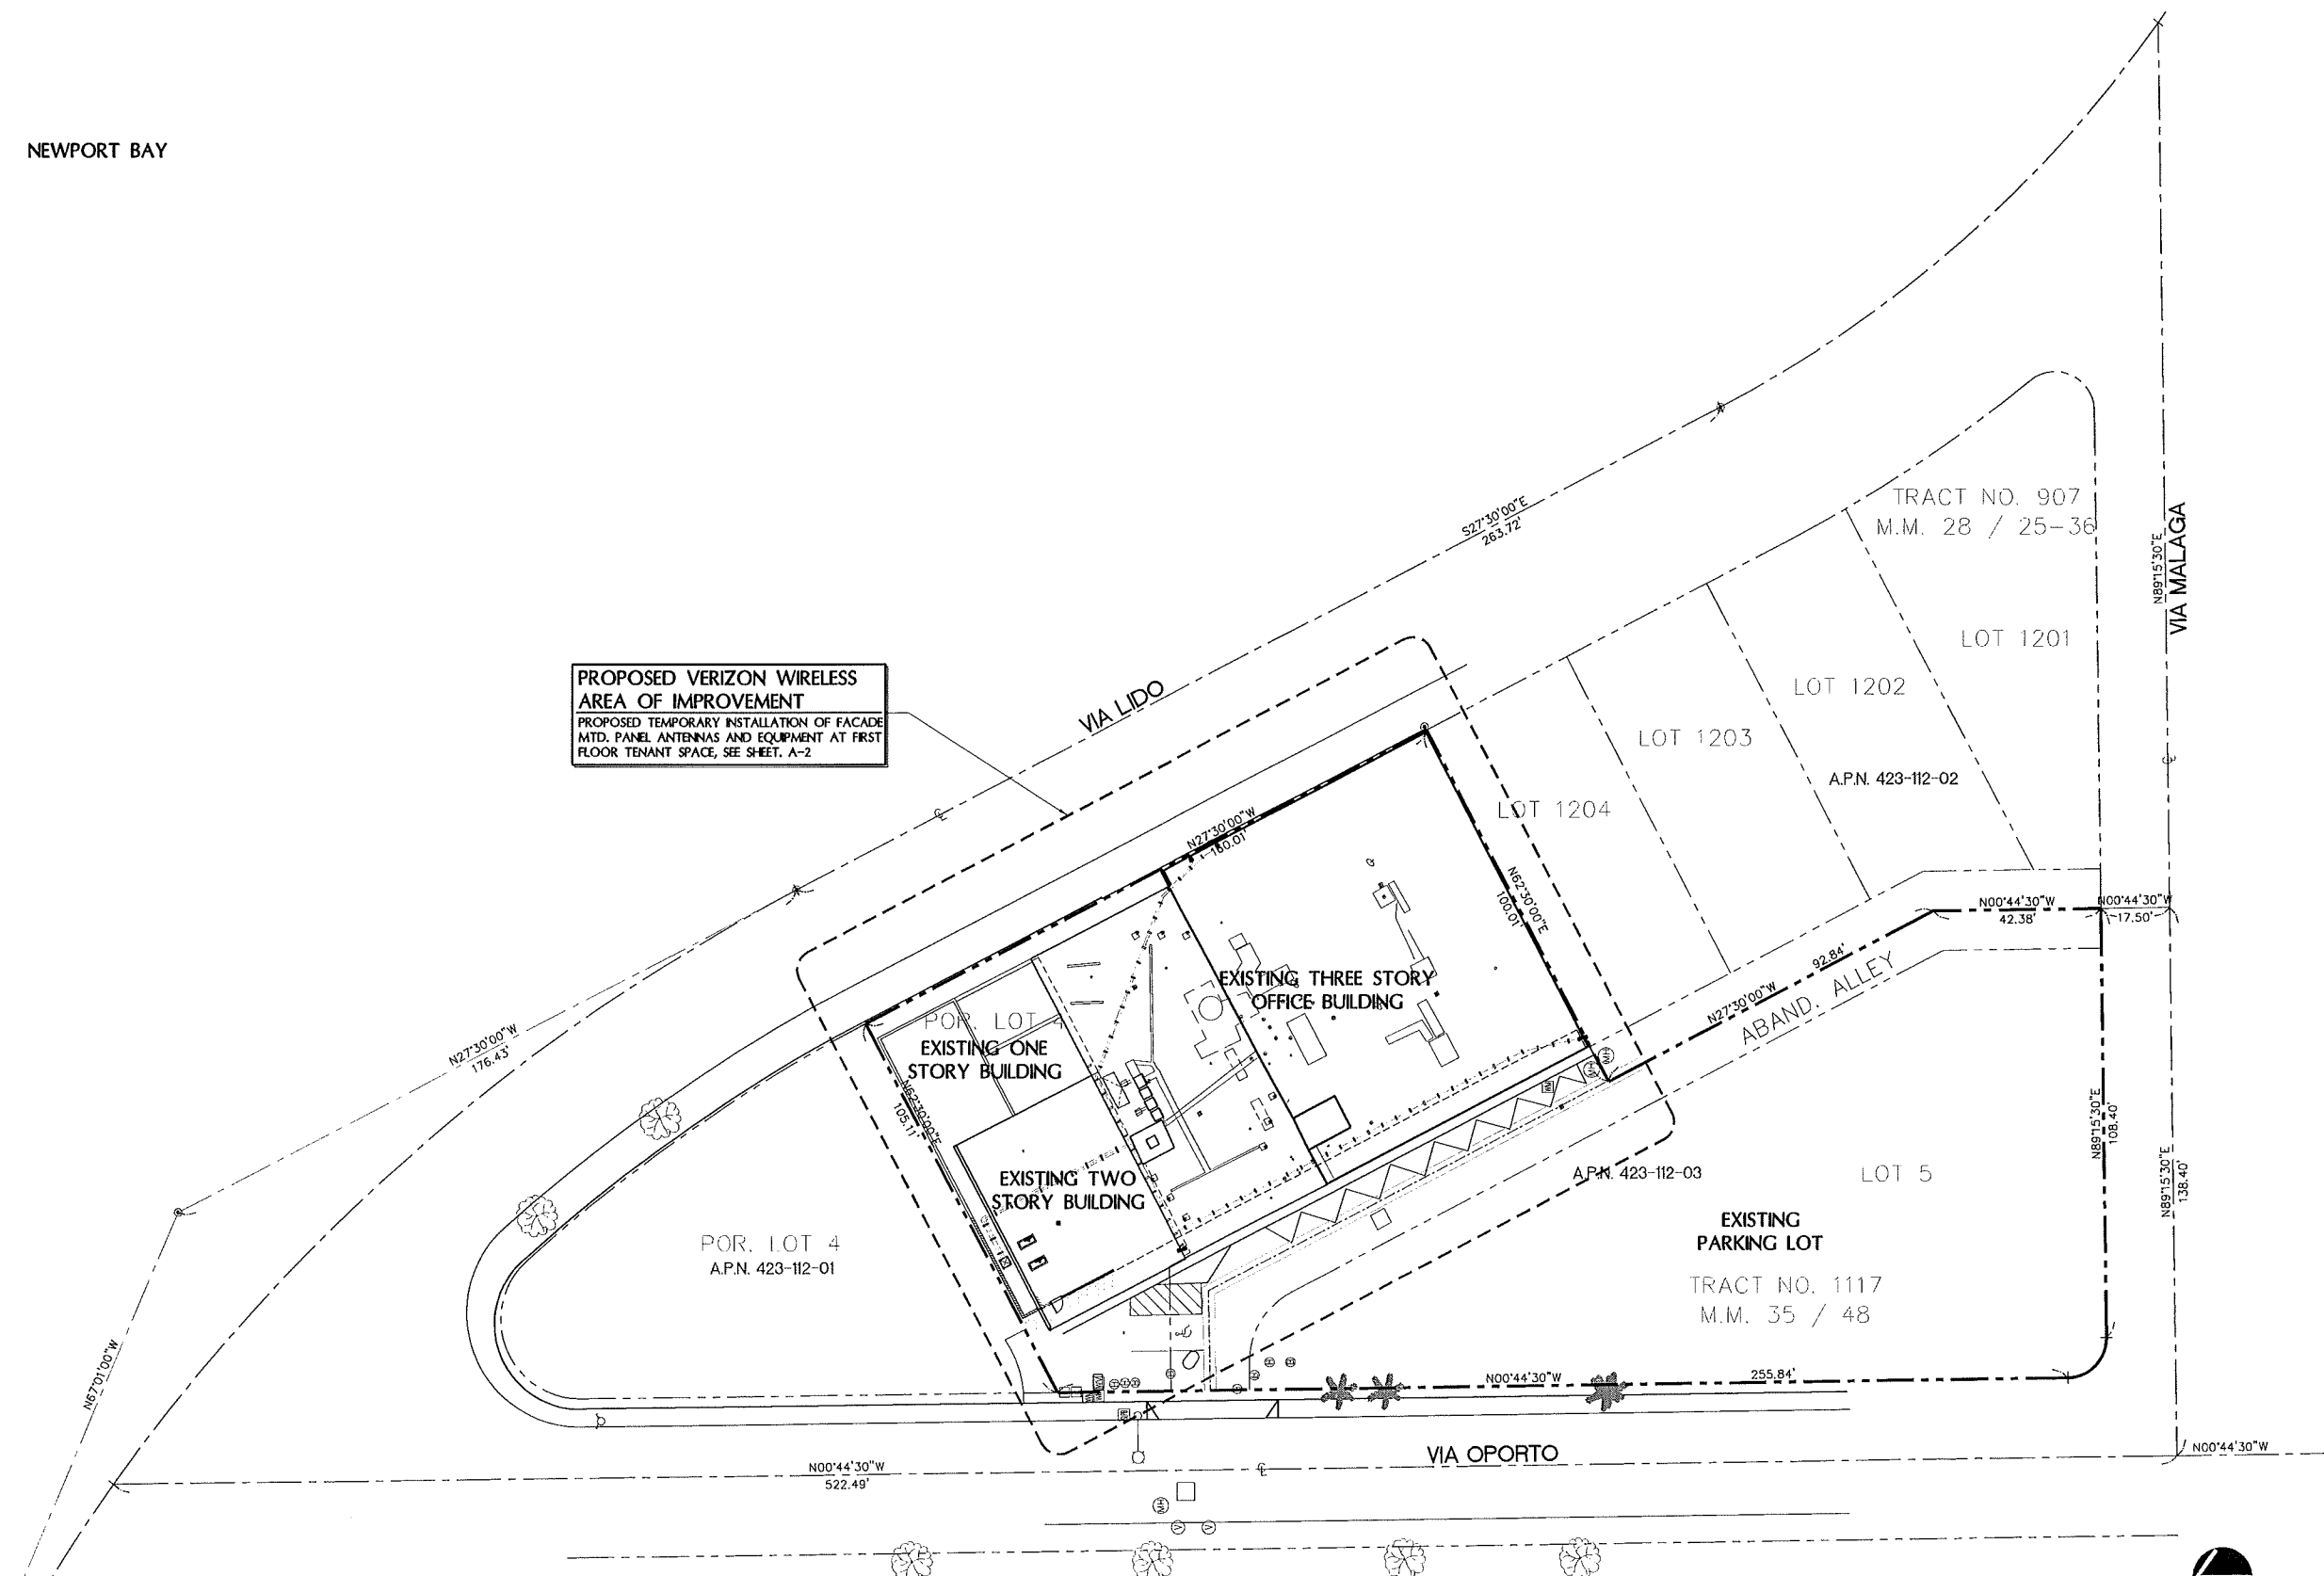 NEWPORT BAY
TRACT NO. 907
M.M. 28 / 25-36
S27°30'00"E
263.72'
N89°15'30"E
VIA MALAGA
LOT 1201
LOT 1202
LOT 1203
A.P.N. 423-112-02
LOT 1204
PROPOSED VERIZON WIRELESS
AREA OF IMPROVEMENT
PROPOSED TEMPORARY INSTALLATION OF FACADE
MTD. PANEL ANTENNAS AND EQUIPMENT AT FIRST
FLOOR TENANT SPACE, SEE SHEET. A-2
VIA LIDO
N27°30'00"W
160.01'
N62°30'00"E
100.01'
N00°44'30"W
42.38'
N00°44'30"W
17.50'
92.84'
N27°30'00"W
ABAND. ALLEY
EXISTING THREE STORY
OFFICE BUILDING
POR. LOT 4
EXISTING ONE
STORY BUILDING
N27°30'00"W
176.43'
N62°30'00"E
105.11'
MH
MH
N89°15'30"E
108.40'
EXISTING TWO
STORY BUILDING
A.P.N. 423-112-03
LOT 5
N89°15'30"E
138.40'
EXISTING
PARKING LOT
POR. LOT 4
A.P.N. 423-112-01
TRACT NO. 1117
M.M. 35 / 48
N67°01'00"W
N00°44'30"W
255.84'
VIA OPORTO
N00°44'30"W
N00°44'30"W
522.49'
MH
V
V